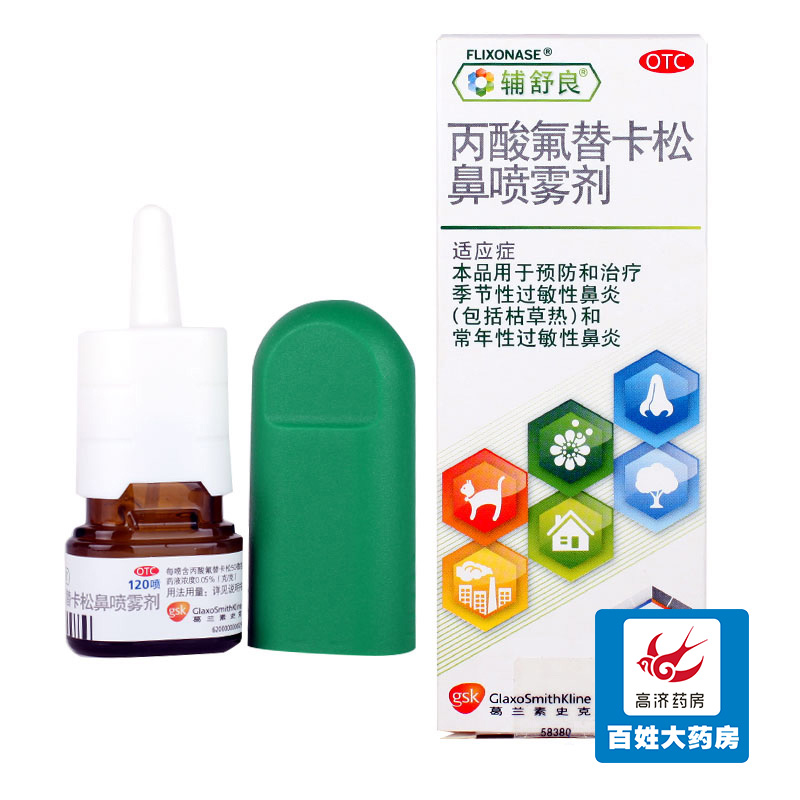 FLIXONASE®
辅舒良®
OTC
丙酸氟替卡松
鼻喷雾剂
适应症
本品用于预防和治疗
季节性过敏性鼻炎
(包括枯草热)和
常年性过敏性鼻炎
gsk GlaxoSmithKline
葛兰素史克
58380
OTC
120喷
每喷含丙酸氟替卡松50
药液浓度0.05%(克/克)
用法用量:详见说明
替卡松鼻喷雾剂
gsk GlaxoSmithKline
葛兰素史克
高济药房
百姓大药房